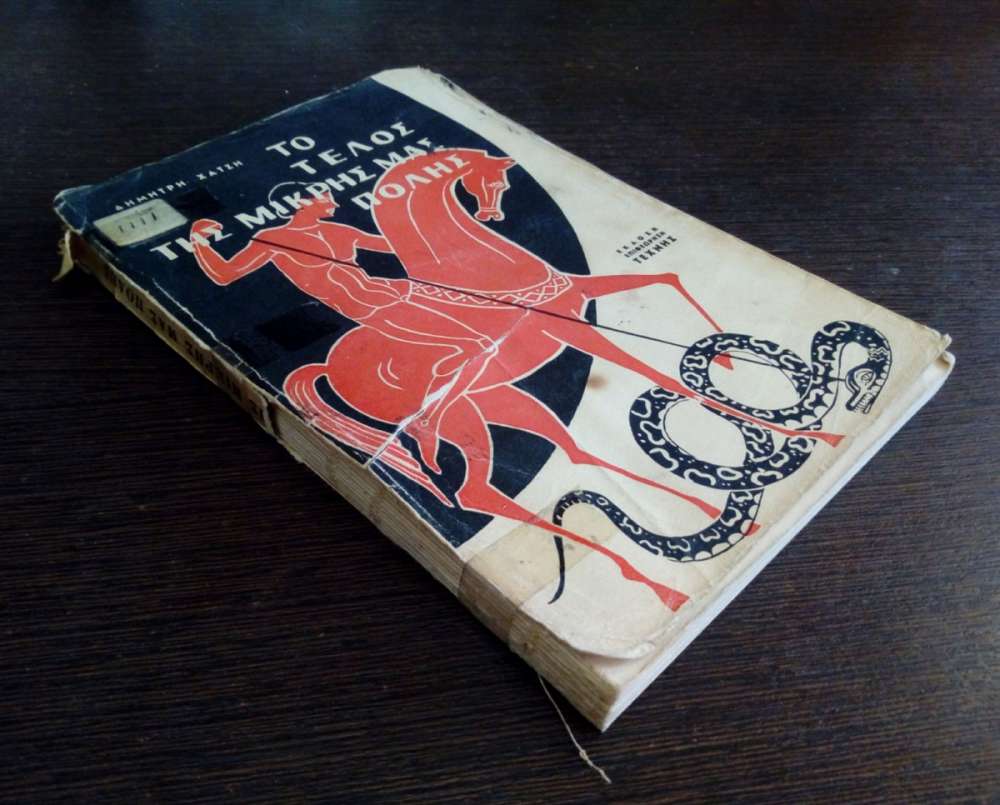 ΔΗΜΗΤΡΗ ΧΑΤΖΗ
ΤΟ
ΤΕΛΟΣ
ΤΗΣ ΜΙΚΡΗΣ ΜΑΣ
ΠΟΛΗΣ
ΕΚΔΟΣΗ
ΕΠΙΘΕΩΡΗΣΗ
ΤΕΧΝΗΣ